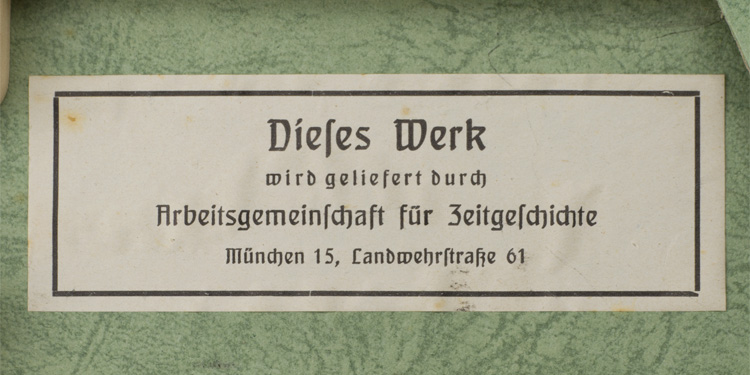 Dieſes Werk
wird geliefert durch
Arbeitsgemeinſchaft für Zeitgeſchichte
München 15, Landwehrſtraße 61